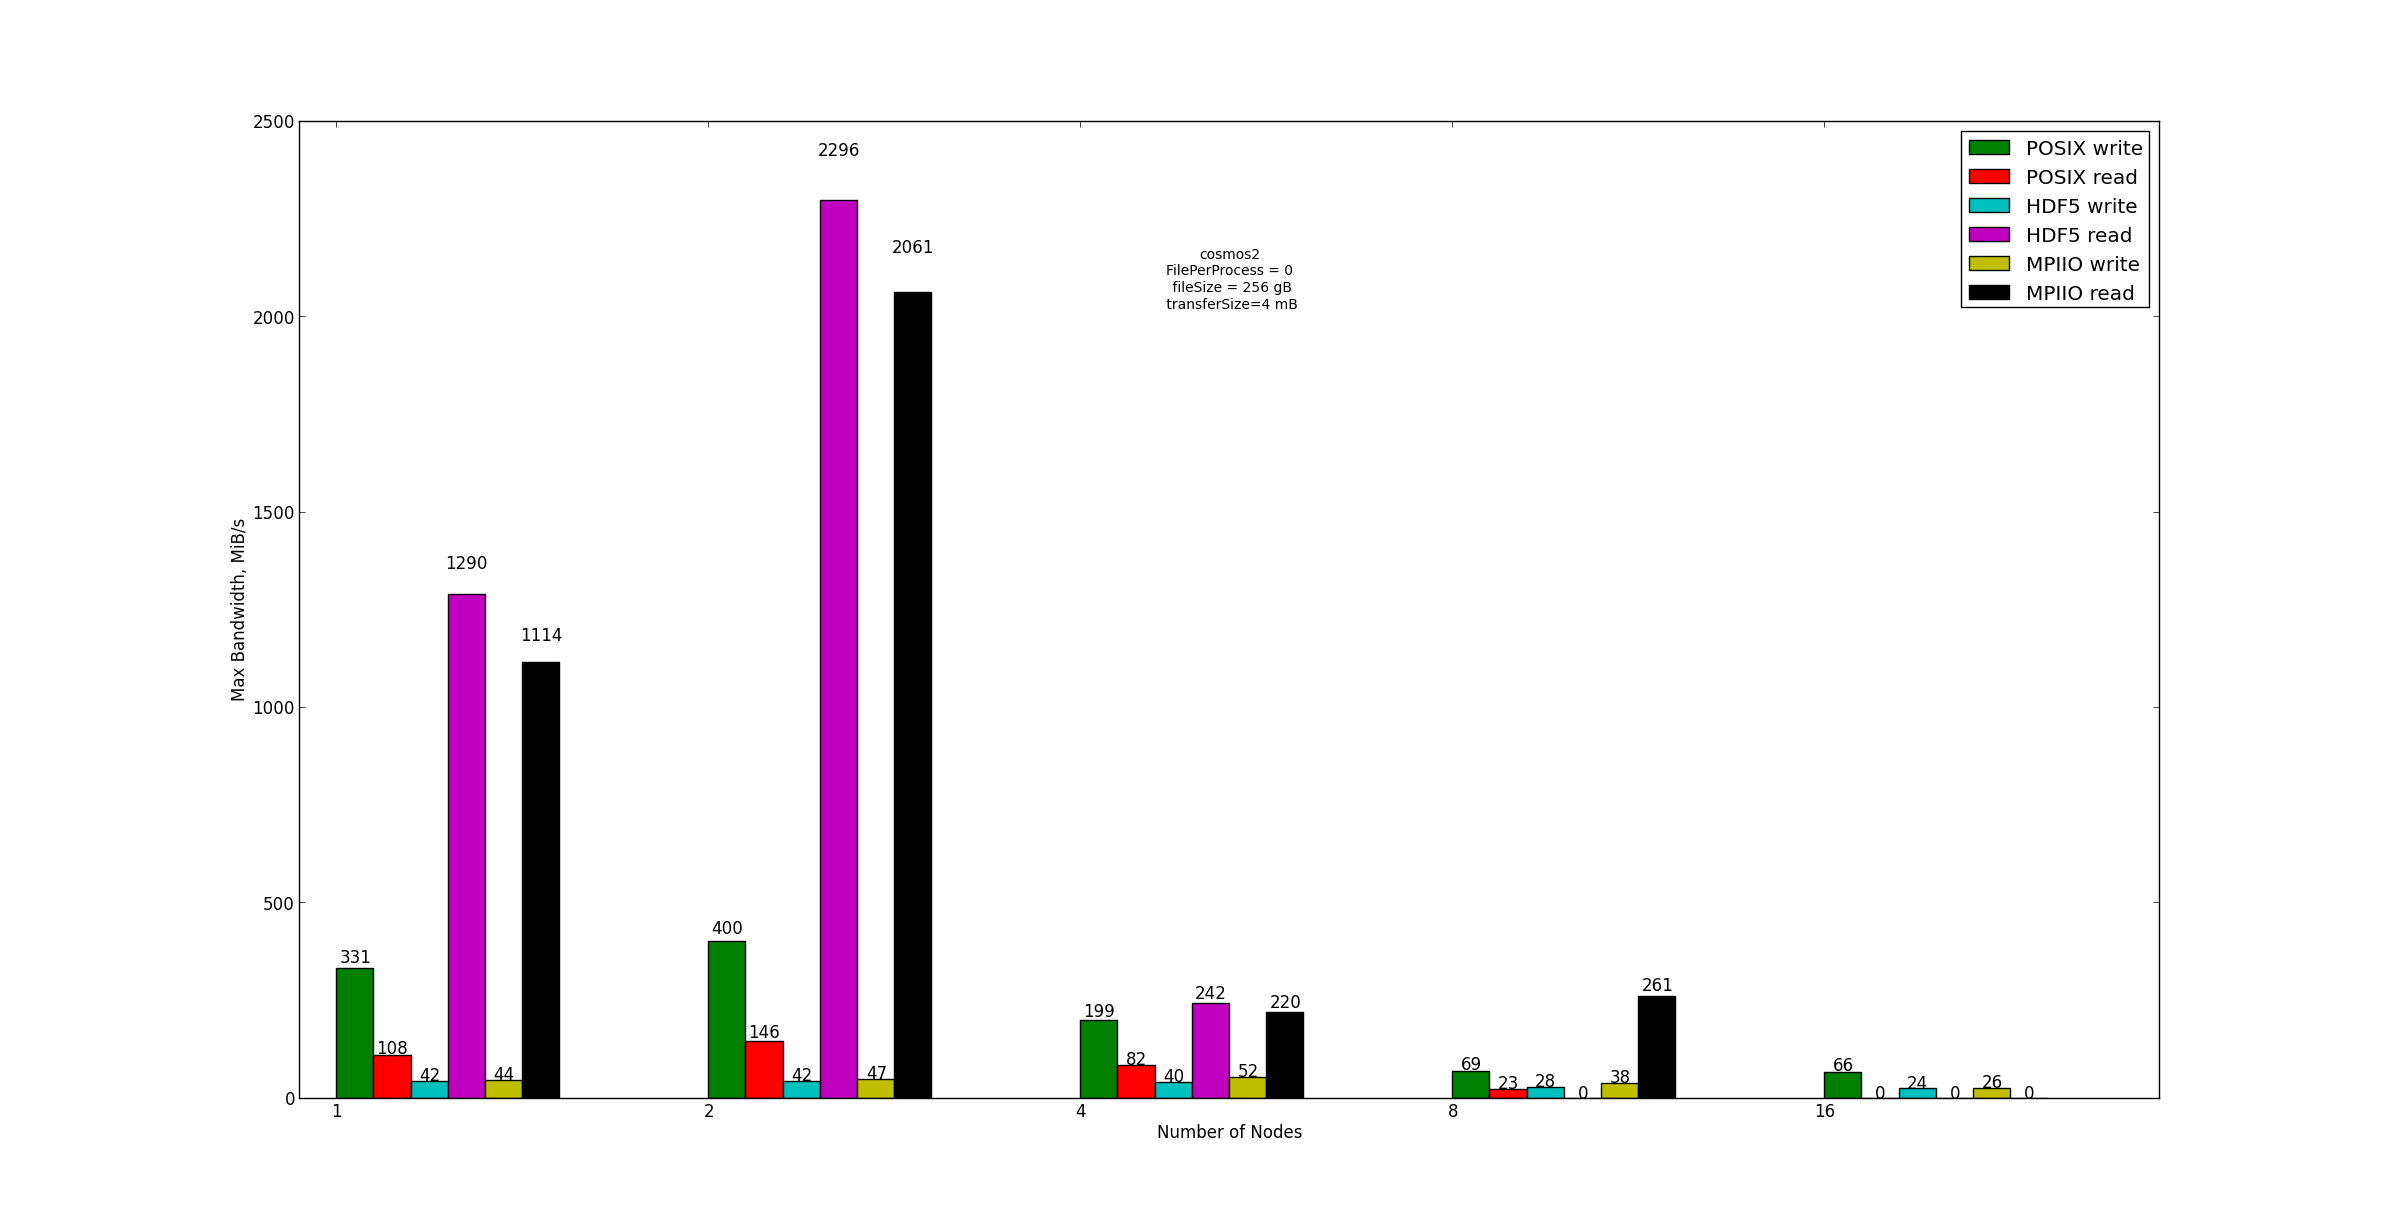 2500
2000
1500
1000
500
0
Max Bandwidth, MiB/s
331
108
42
1290
44
1114
400
146
42
2296
47
2061
199
82
40
242
52
220
69
23
28
0
38
261
66
0
24
0
26
0
cosmos2
FilePerProcess = 0
fileSize = 256 gB
transferSize=4 mB
POSIX write
POSIX read
HDF5 write
HDF5 read
MPIIO write
MPIIO read
1 2 4 8 16
Number of Nodes